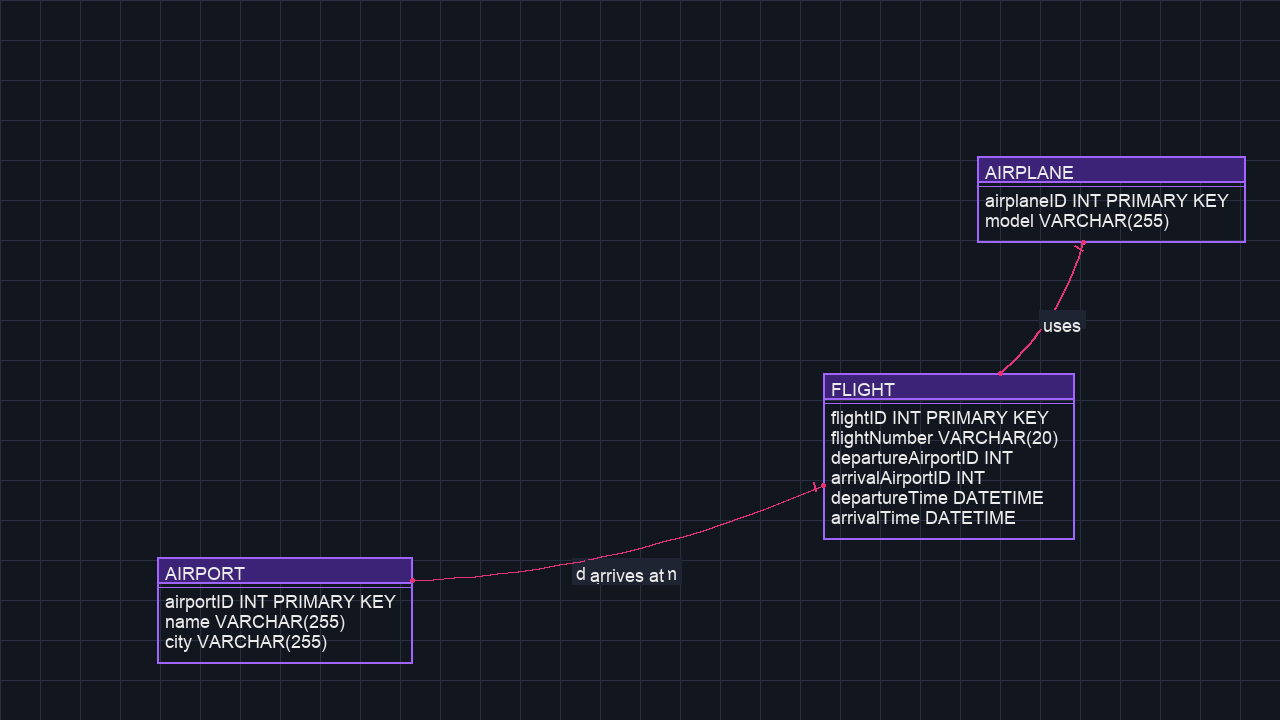 AIRPLANE
airplaneID INT PRIMARY KEY
model VARCHAR(255)
uses
FLIGHT
flightID INT PRIMARY KEY
flightNumber VARCHAR(20)
departureAirportID INT
arrivalAirportID INT
departureTime DATETIME
arrivalTime DATETIME
arrives at
AIRPORT
airportID INT PRIMARY KEY
name VARCHAR(255)
city VARCHAR(255)